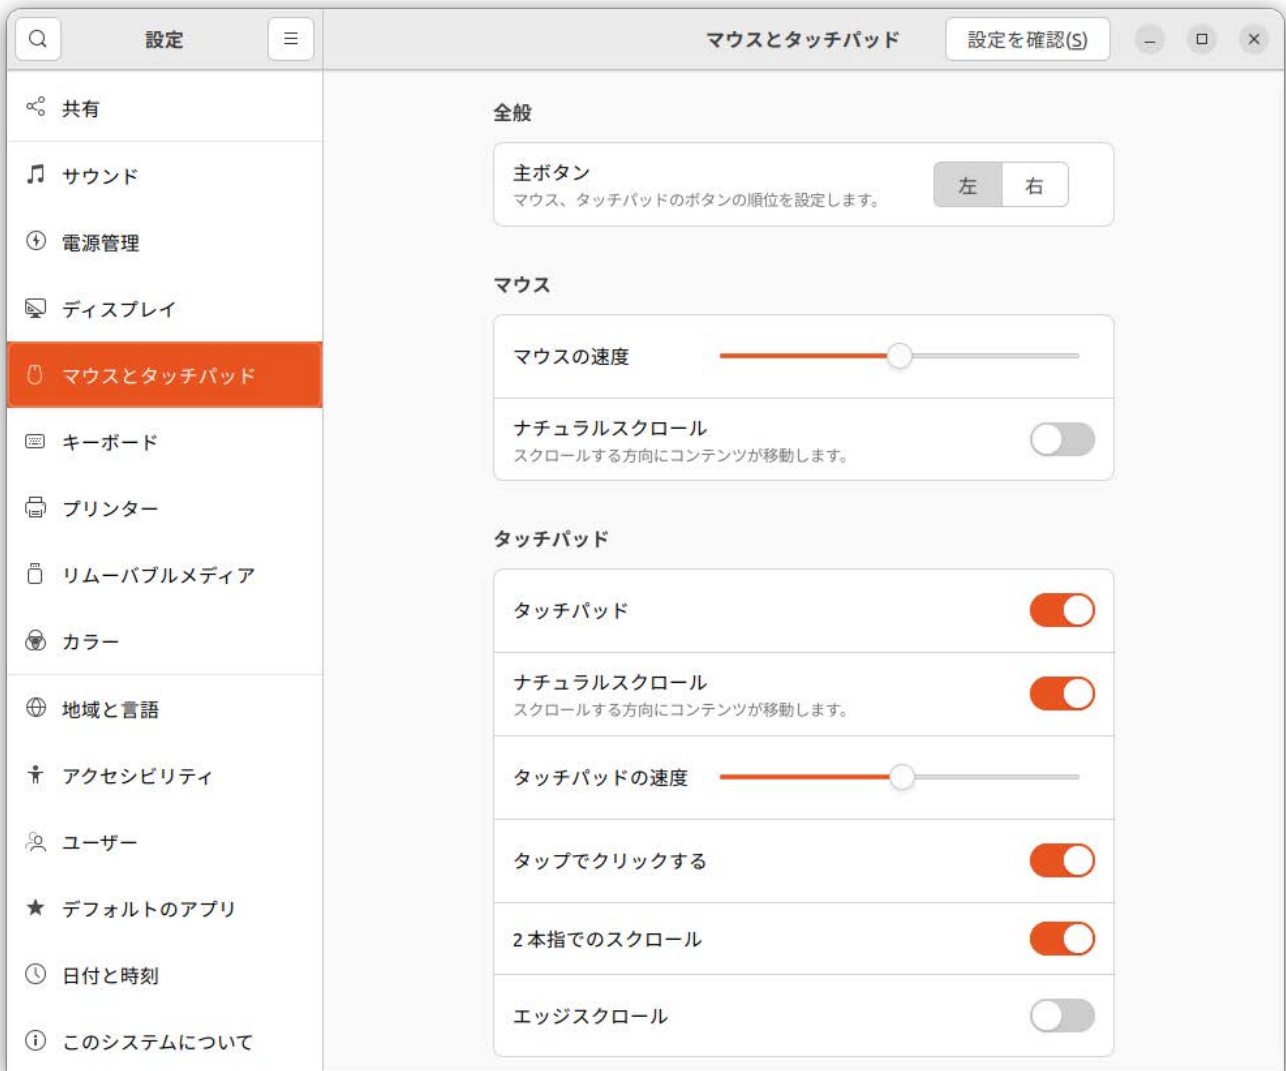 設定
マウスとタッチパッド
設定を確認(S)
共有
サウンド
電源管理
ディスプレイ
マウスとタッチパッド
キーボード
プリンター
リムーバブルメディア
カラー
地域と言語
アクセシビリティ
ユーザー
デフォルトのアプリ
日付と時刻
このシステムについて
全般
主ボタン
マウス、タッチパッドのボタンの順位を設定します。
左 右
マウス
マウスの速度
ナチュラルスクロール
スクロールする方向にコンテンツが移動します。
タッチパッド
タッチパッド
ナチュラルスクロール
スクロールする方向にコンテンツが移動します。
タッチパッドの速度
タップでクリックする
2 本指でのスクロール
エッジスクロール